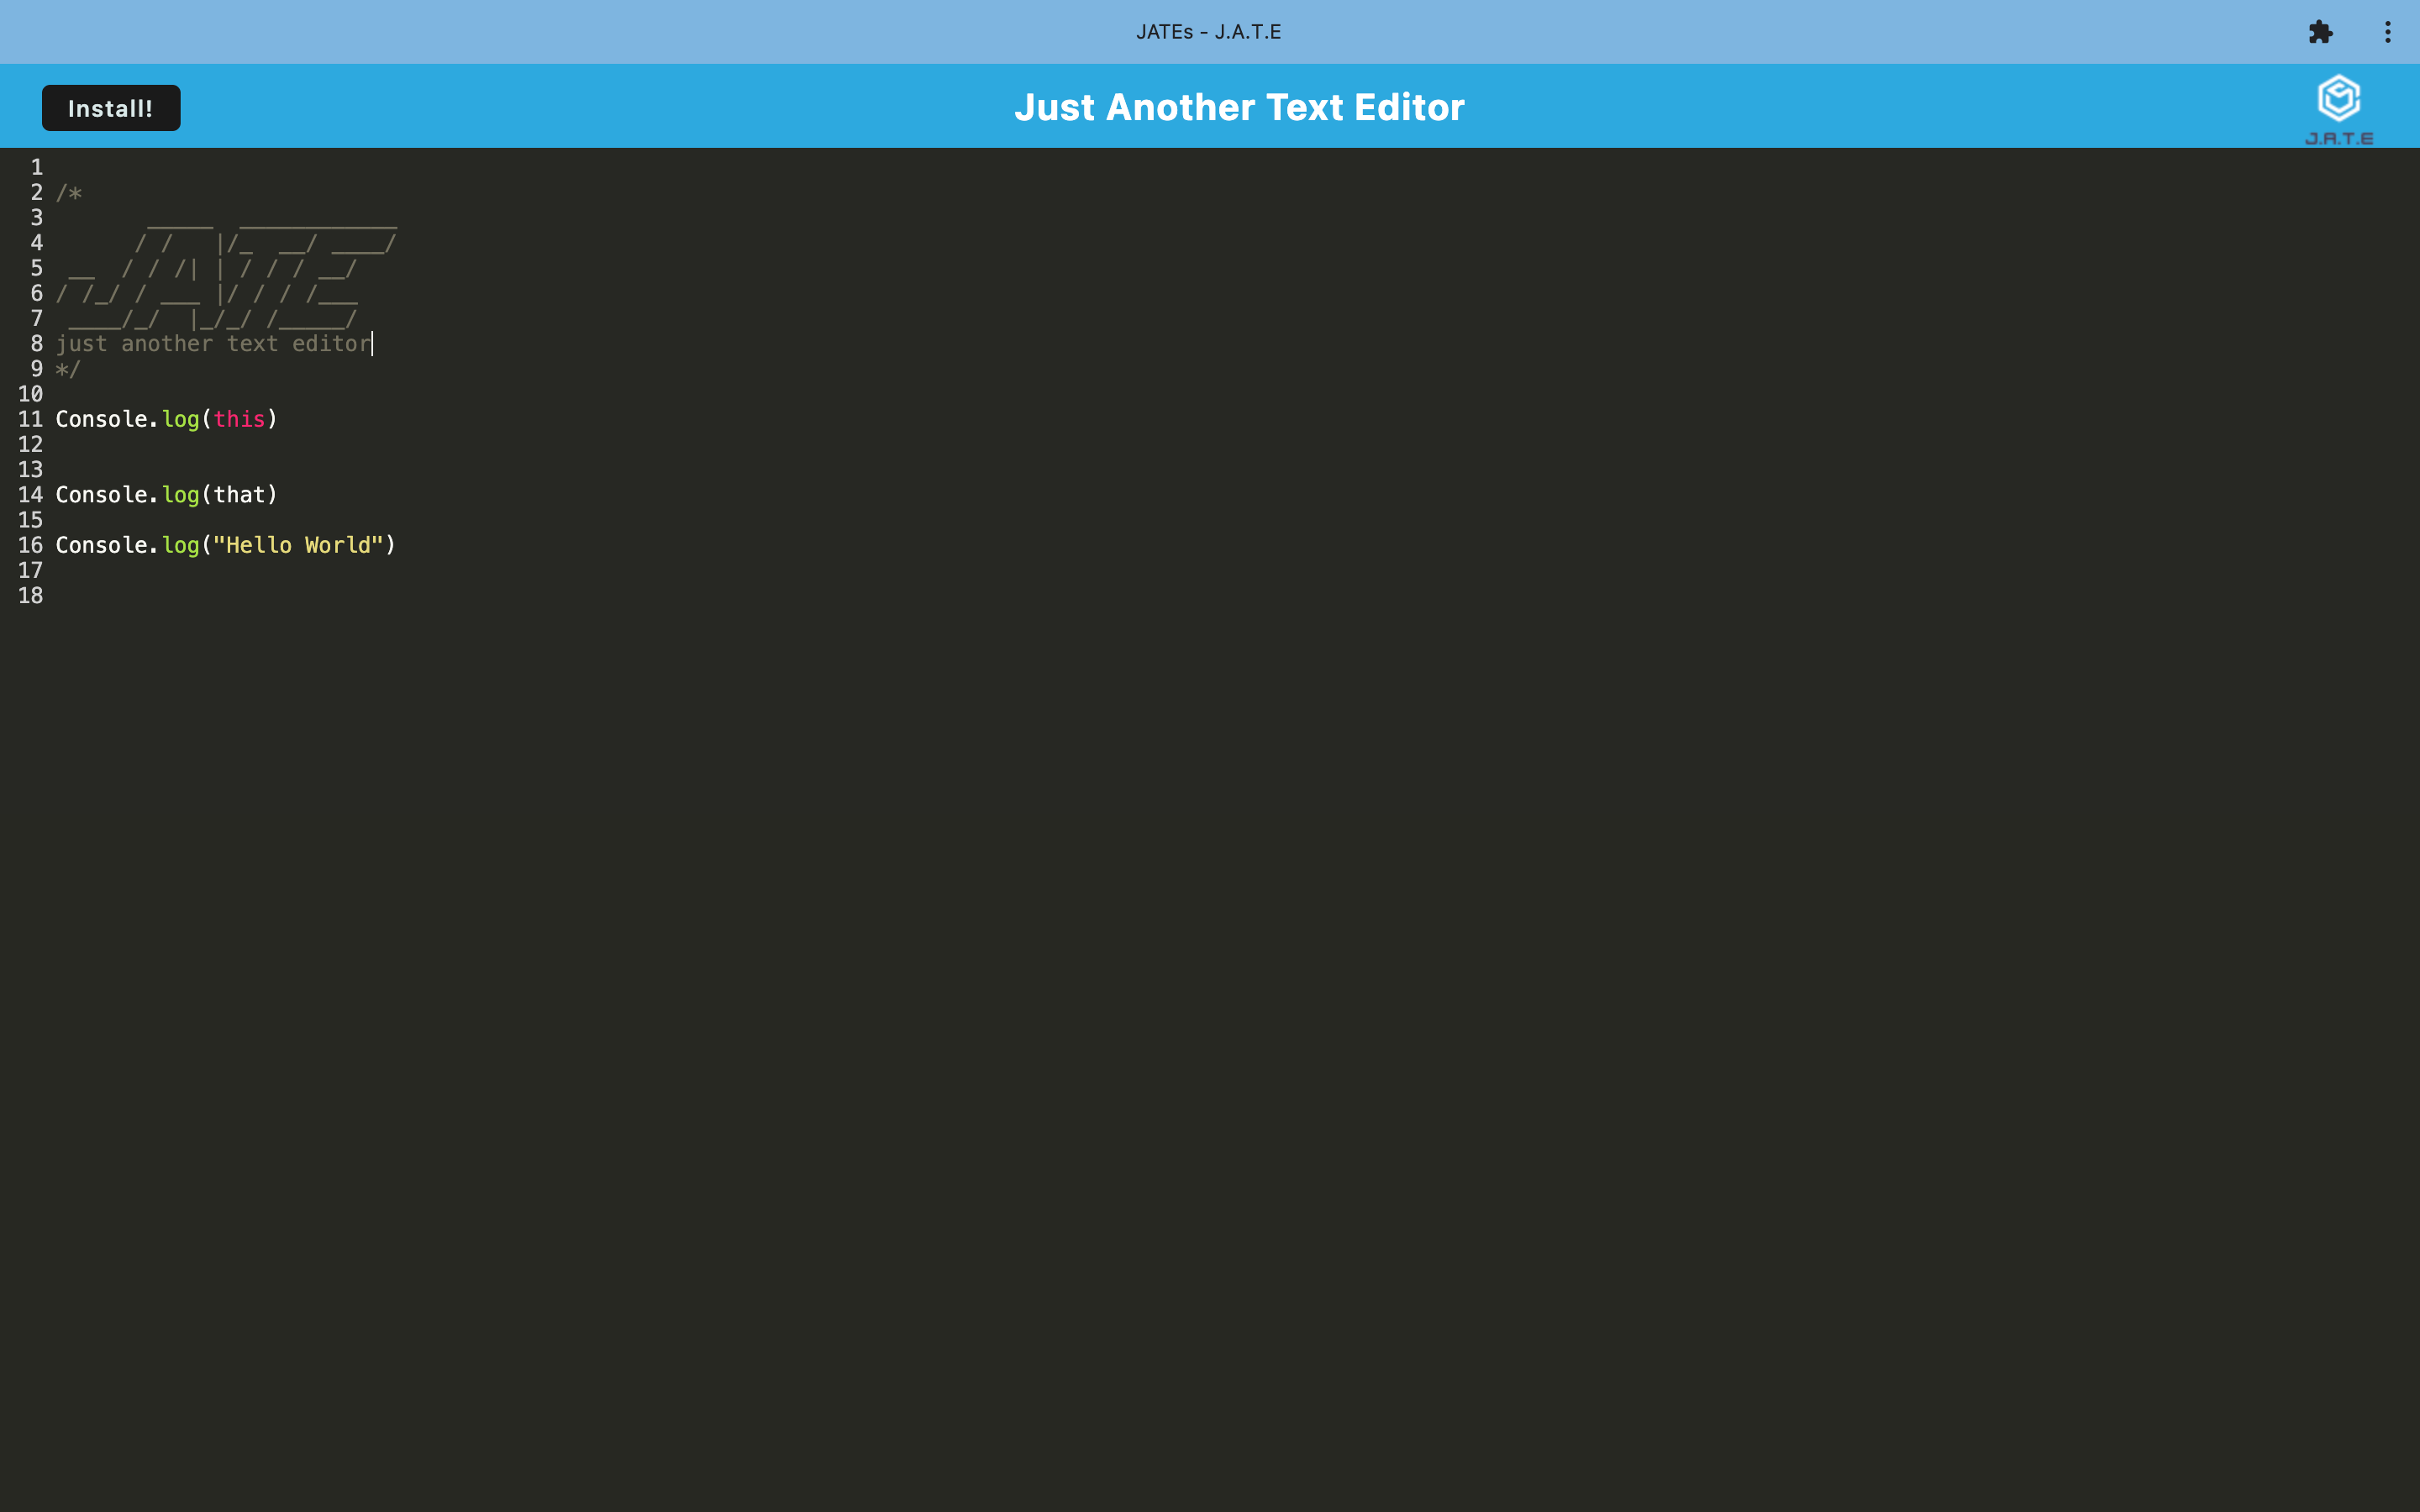 JATEs - J.A.T.E
Install!
Just Another Text Editor
J.A.T.E
1
2 /*
3        _____  ____________
4       / /   |/_  __/ ____/
5  __  / / /| | / / / __/
6 / /_/ / ___ |/ / / /___
7  ____/_/  |_/_/ /_____/
8 just another text editor
9 */
10
11 Console.log(this)
12
13
14 Console.log(that)
15
16 Console.log("Hello World")
17
18